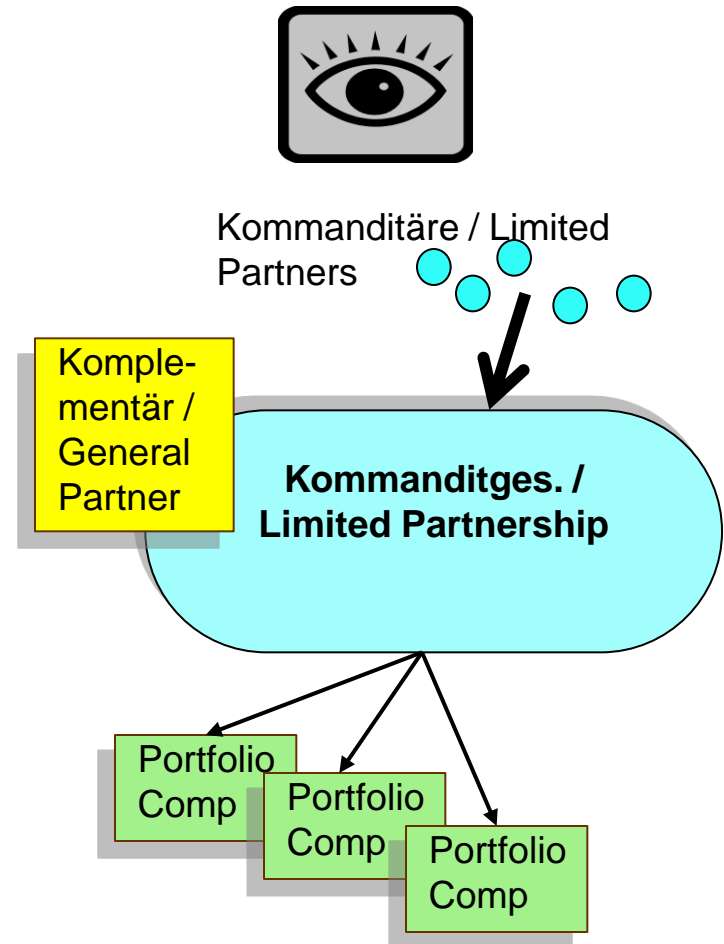 Kommanditäre / Limited
Partners
Komple-
mentär /
General
Partner
Kommanditges. /
Limited Partnership
Portfolio
Comp
Portfolio
Comp
Portfolio
Comp